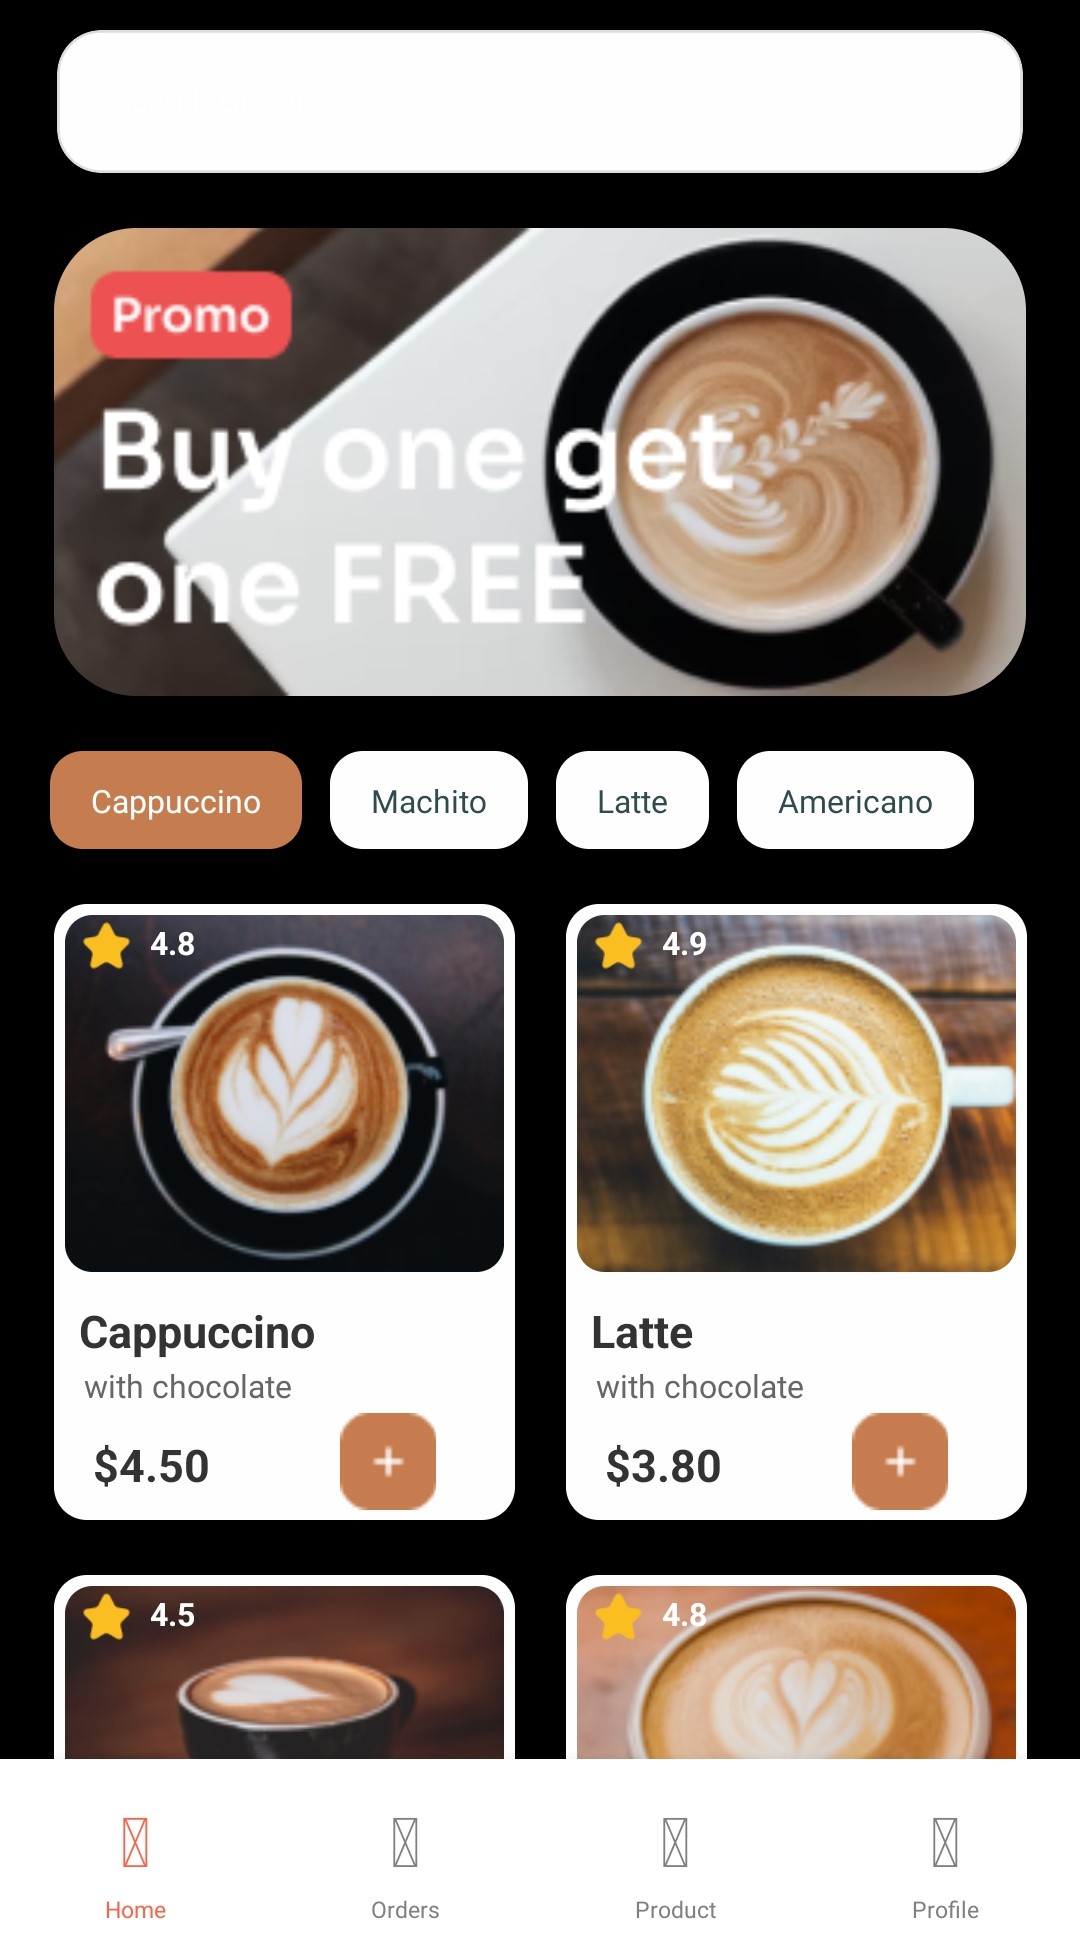 Promo
Buy one get
one FREE
Cappuccino
Machito
Latte
Americano
4.8
4.9
Cappuccino
Latte
with chocolate
with chocolate
$4.50
+
$3.80
+
4.5
4.8
Home
Orders
Product
Profile